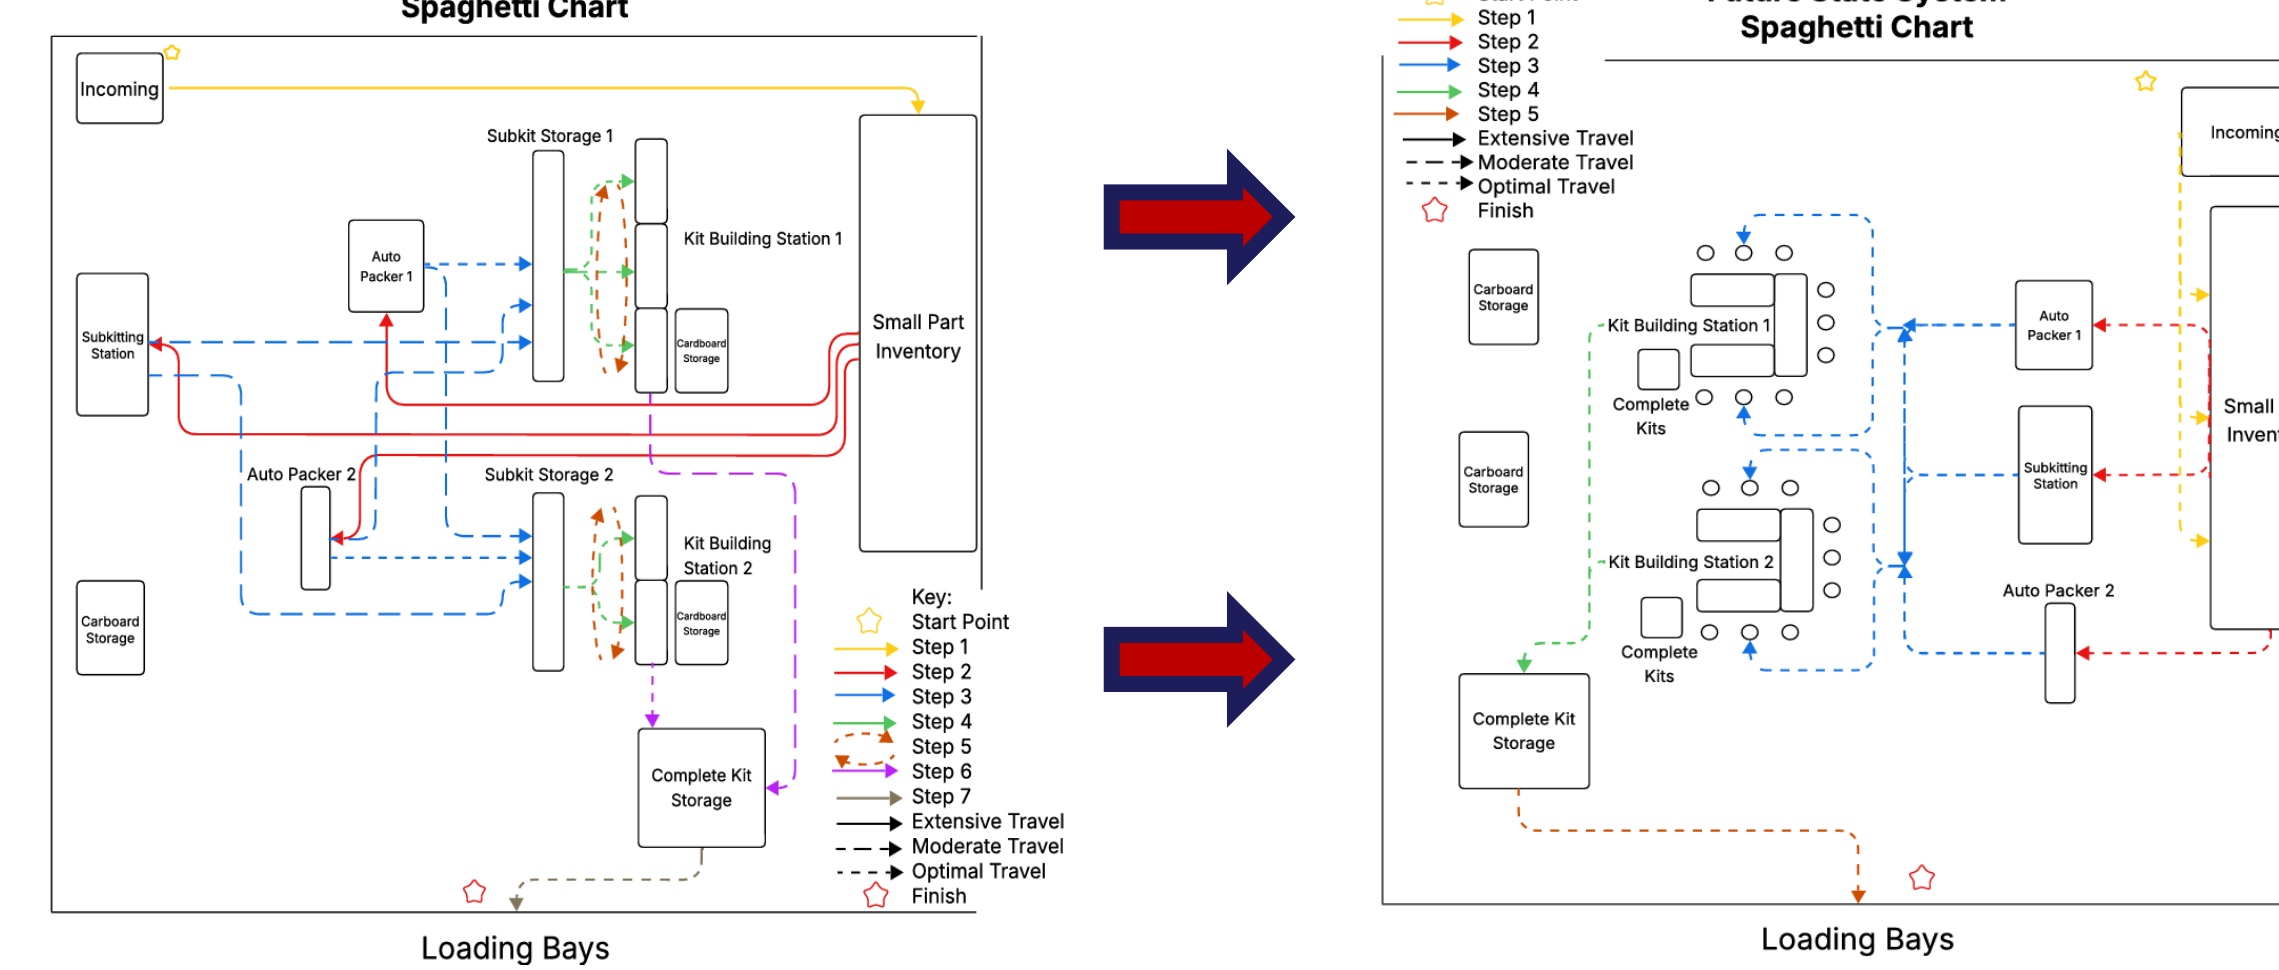 Spaghetti Chart
Incoming
Subkit Storage 1
Kit Building Station 1
Auto
Packer 1
Small Part
Inventory
Subkitting
Station
Cardboard
Storage
Auto Packer 2
Subkit Storage 2
Kit Building
Station 2
Carboard
Storage
Cardboard
Storage
Complete Kit
Storage
Key:
Start Point
Step 1
Step 2
Step 3
Step 4
Step 5
Step 6
Step 7
Extensive Travel
Moderate Travel
Optimal Travel
Finish
Loading Bays
Future State System
Spaghetti Chart
Start Point
Step 1
Step 2
Step 3
Step 4
Step 5
Extensive Travel
Moderate Travel
Optimal Travel
Finish
Incoming
Carboard
Storage
Kit Building Station 1
Complete
Kits
Auto
Packer 1
Small
Carboard
Storage
Subkitting
Station
Kit Building Station 2
Complete
Kits
Auto Packer 2
Complete Kit
Storage
Loading Bays